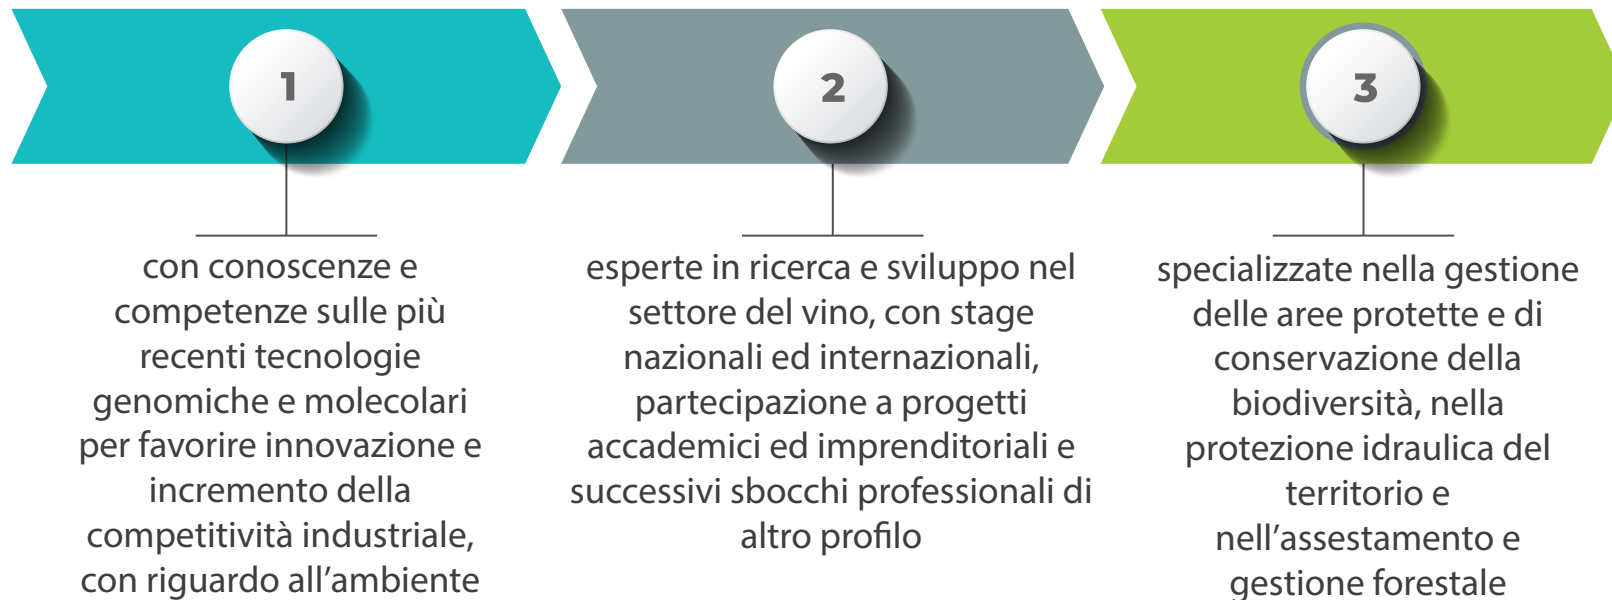 1
con conoscenze e
competenze sulle più
recenti tecnologie
genomiche e molecolari
per favorire innovazione e
incremento della
competitività industriale,
con riguardo all’ambiente
2
esperte in ricerca e sviluppo nel
settore del vino, con stage
nazionali ed internazionali,
partecipazione a progetti
accademici ed imprenditoriali e
successivi sbocchi professionali di
altro profilo
3
specializzate nella gestione
delle aree protette e di
conservazione della
biodiversità, nella
protezione idraulica del
territorio e
nell’assestamento e
gestione forestale